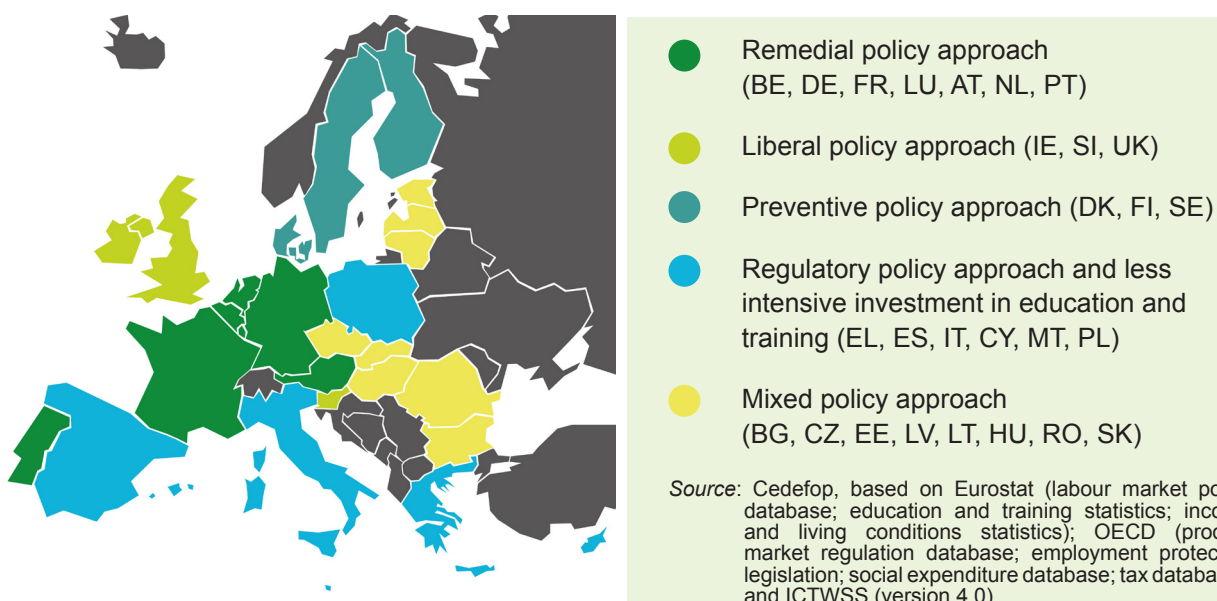 Remedial policy approach
(BE, DE, FR, LU, AT, NL, PT)
Liberal policy approach (IE, SI, UK)
Preventive policy approach (DK, FI, SE)
Regulatory policy approach and less
intensive investment in education and
training (EL, ES, IT, CY, MT, PL)
Mixed policy approach
(BG, CZ, EE, LV, LT, HU, RO, SK)
Source: Cedefop, based on Eurostat (labour market
database; education and training statistics;
and living conditions statistics); OECD
market regulation database; employment
legislation; social expenditure database; tax
and ICTWSS (version 4.0)